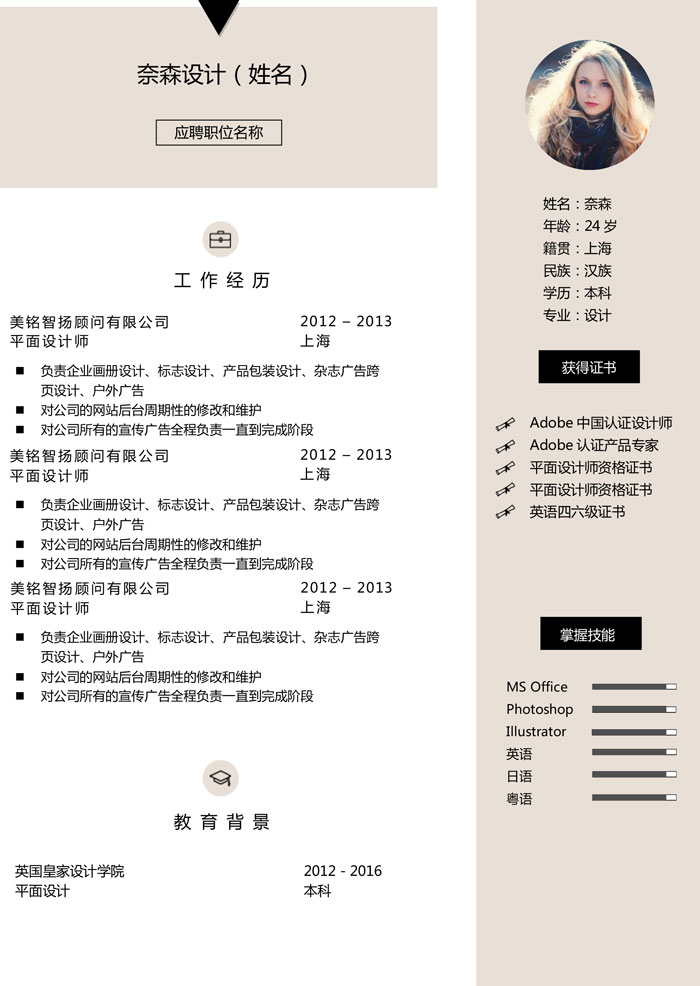 奈森设计（姓名）
应聘职位名称
工作经历
美铭智扬顾问有限公司 2012 – 2013
平面设计师 上海
负责企业画册设计、标志设计、产品包装设计、杂志广告跨
页设计、户外广告
对公司的网站后台周期性的修改和维护
对公司所有的宣传广告全程负责一直到完成阶段
美铭智扬顾问有限公司 2012 – 2013
平面设计师 上海
负责企业画册设计、标志设计、产品包装设计、杂志广告跨
页设计、户外广告
对公司的网站后台周期性的修改和维护
对公司所有的宣传广告全程负责一直到完成阶段
美铭智扬顾问有限公司 2012 – 2013
平面设计师 上海
负责企业画册设计、标志设计、产品包装设计、杂志广告跨
页设计、户外广告
对公司的网站后台周期性的修改和维护
对公司所有的宣传广告全程负责一直到完成阶段
教育背景
英国皇家设计学院 2012 - 2016
平面设计 本科
姓名：奈森
年龄：24 岁
籍贯：上海
民族：汉族
学历：本科
专业：设计
获得证书
Adobe 中国认证设计师
Adobe 认证产品专家
平面设计师资格证书
平面设计师资格证书
英语四六级证书
掌握技能
MS Office
Photoshop
Illustrator
英语
日语
粤语